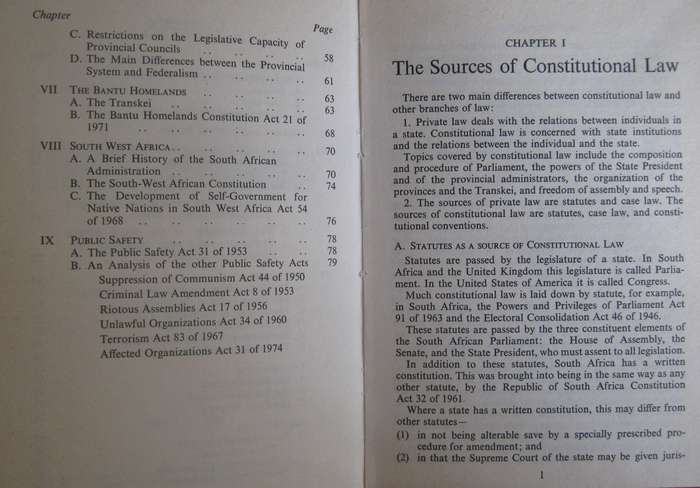 Chapter
Page
C. Restrictions on the Legislative Capacity of
Provincial Councils .. .. .. .. 58
D. The Main Differences between the Provincial
System and Federalism .. .. .. .. 61
VII THE BANTU HOMELANDS .. .. .. .. 63
A. The Transkei .. .. .. .. .. 63
B. The Bantu Homelands Constitution Act 21 of
1971 .. .. .. .. .. .. 68
VIII SOUTH WEST AFRICA .. .. .. .. .. 70
A. A Brief History of the South African
Administration .. .. .. .. .. 70
B. The South-West African Constitution .. .. 74
C. The Development of Self-Government for
Native Nations in South West Africa Act 54
of 1968 .. .. .. .. .. .. 76
IX PUBLIC SAFETY .. .. .. .. .. 78
A. The Public Safety Act 31 of 1953 .. .. .. 78
B. An Analysis of the other Public Safety Acts 79
Suppression of Communism Act 44 of 1950
Criminal Law Amendment Act 8 of 1953
Riotous Assemblies Act 17 of 1956
Unlawful Organizations Act 34 of 1960
Terrorism Act 83 of 1967
Affected Organizations Act 31 of 1974
CHAPTER I
The Sources of Constitutional Law
There are two main differences between constitutional law and
other branches of law:
1. Private law deals with the relations between individuals in
a state. Constitutional law is concerned with state institutions
and the relations between the individual and the state.
Topics covered by constitutional law include the composition
and procedure of Parliament, the powers of the State President
and of the provincial administrators, the organization of the
provinces and the Transkei, and freedom of assembly and speech.
2. The sources of private law are statutes and case law. The
sources of constitutional law are statutes, case law, and consti-
tutional conventions.
A. STATUTES AS A SOURCE OF CONSTITUTIONAL LAW
Statutes are passed by the legislature of a state. In South
Africa and the United Kingdom this legislature is called Parlia-
ment. In the United States of America it is called Congress.
Much constitutional law is laid down by statute, for example,
in South Africa, the Powers and Privileges of Parliament Act
91 of 1963 and the Electoral Consolidation Act 46 of 1946.
These statutes are passed by the three constituent elements of
the South African Parliament: the House of Assembly, the
Senate, and the State President, who must assent to all legislation.
In addition to these statutes, South Africa has a written
constitution. This was brought into being in the same way as any
other statute, by the Republic of South Africa Constitution
Act 32 of 1961.
Where a state has a written constitution, this may differ from
other statutes—
(1) in not being alterable save by a specially prescribed pro-
cedure for amendment; and
(2) in that the Supreme Court of the state may be given juris-
1